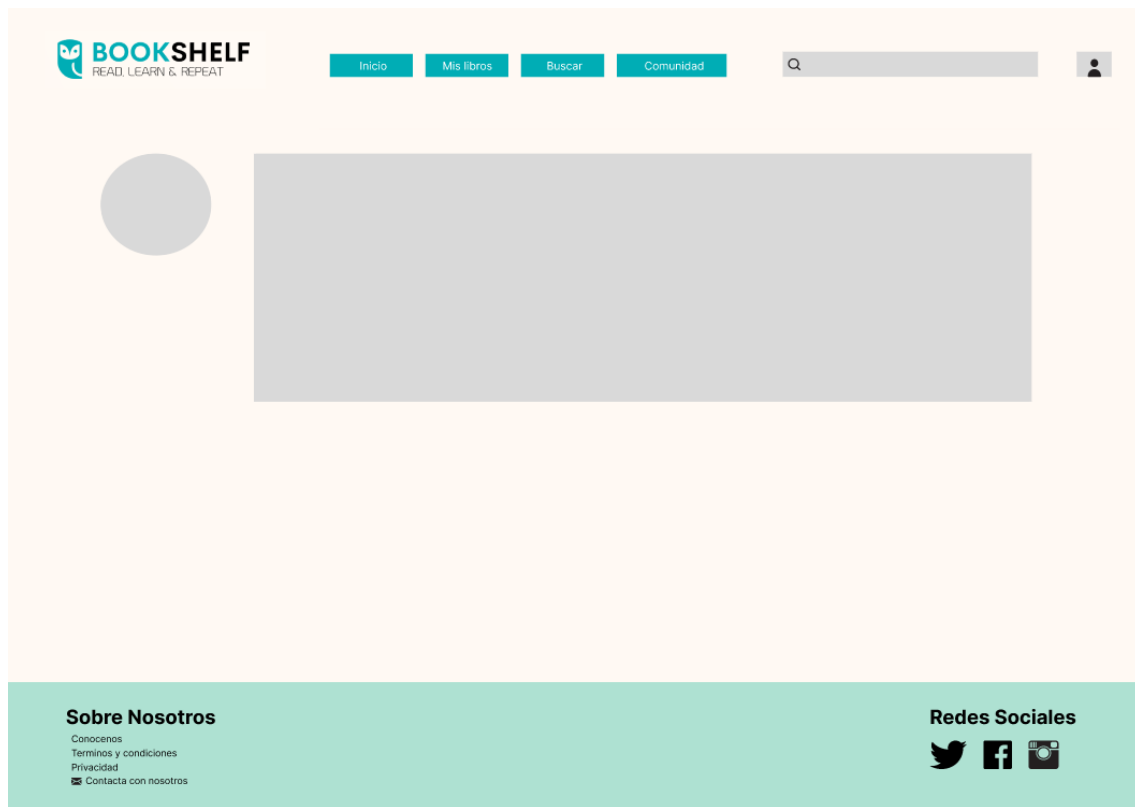 BOOKSHELF
READ, LEARN & REPEAT
Inicio
Mis libros
Buscar
Comunidad
Sobre Nosotros
Conocenos
Terminos y condiciones
Privacidad
Contacta con nosotros
Redes Sociales